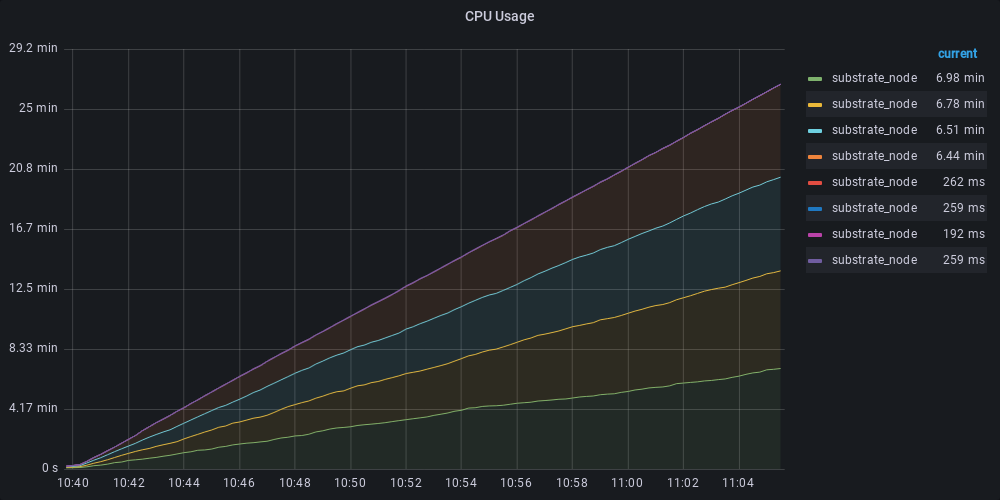 CPU Usage
29.2 min
25 min
20.8 min
16.7 min
12.5 min
8.33 min
4.17 min
0 s
10:40 10:42 10:44 10:46 10:48 10:50 10:52 10:54 10:56 10:58 11:00 11:02 11:04
current
substrate_node 6.98 min
substrate_node 6.78 min
substrate_node 6.51 min
substrate_node 6.44 min
substrate_node 262 ms
substrate_node 259 ms
substrate_node 192 ms
substrate_node 259 ms